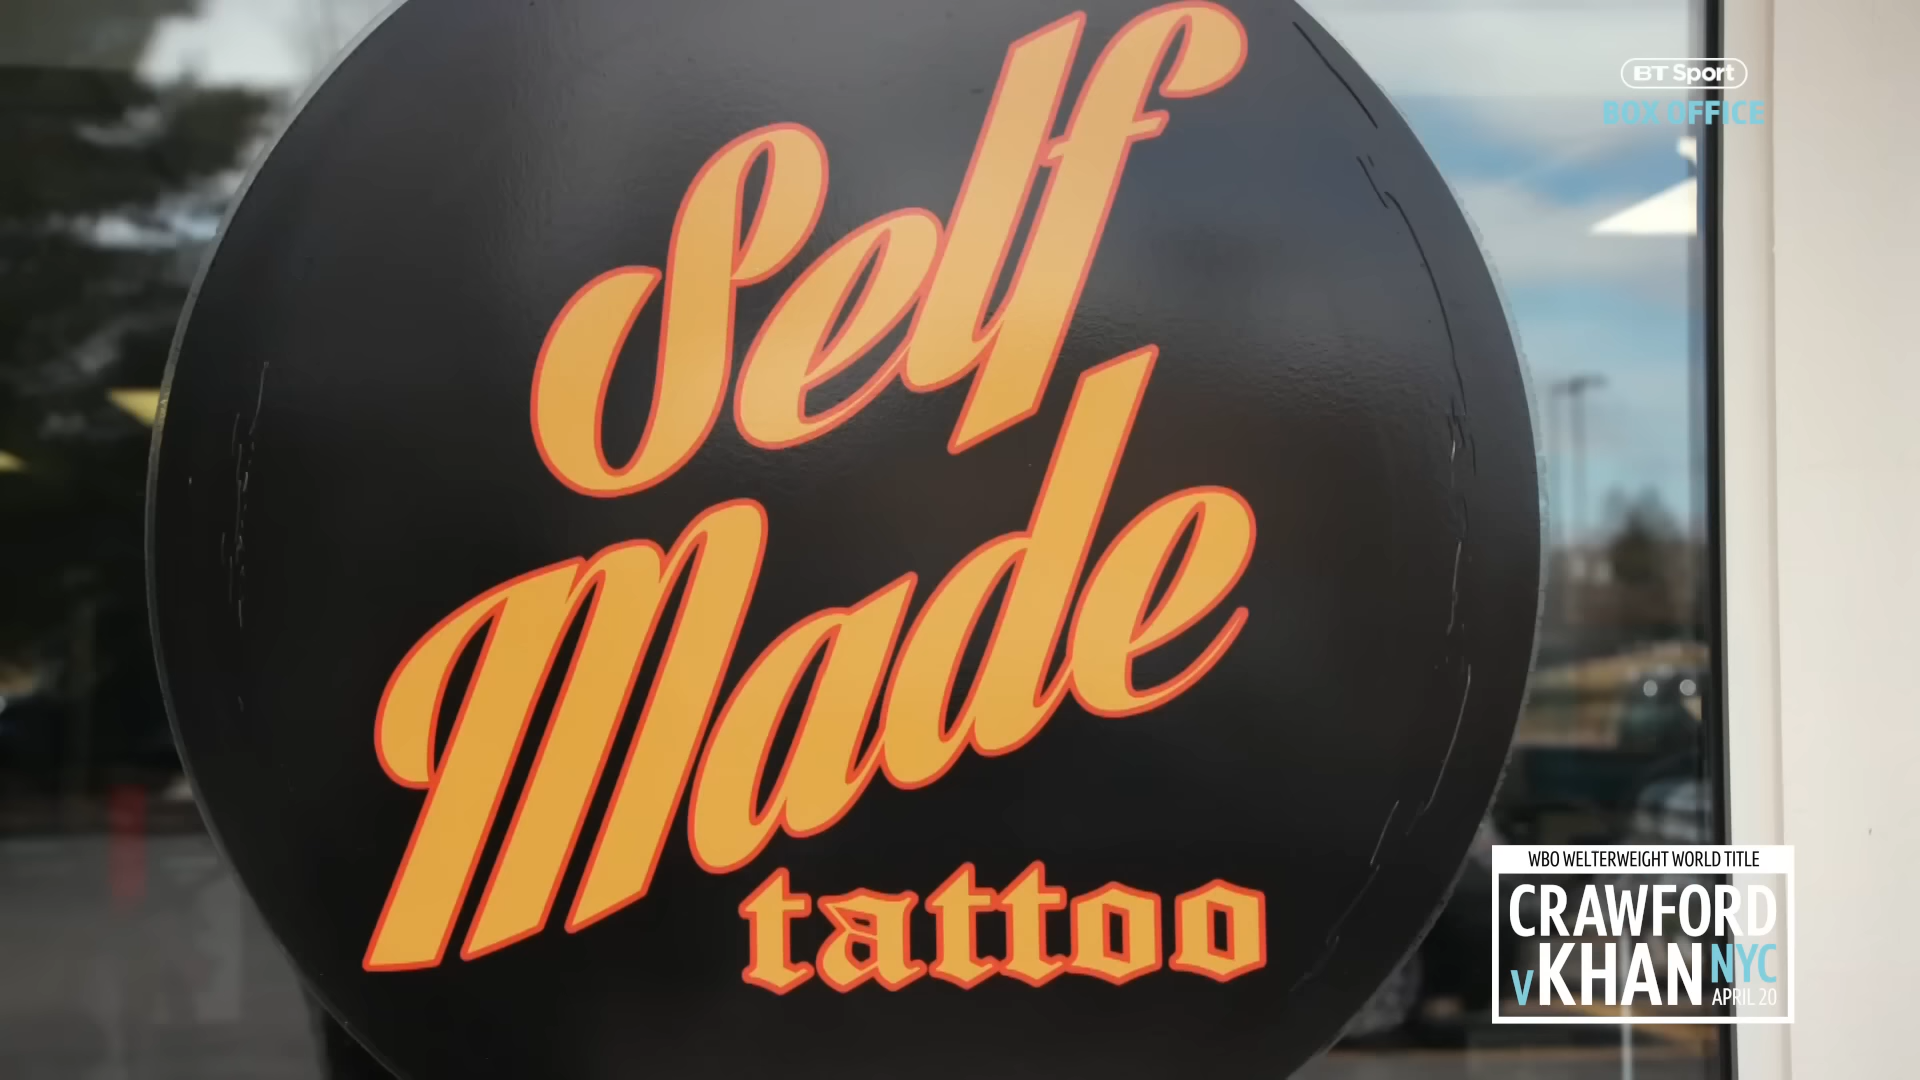 BT Sport
BOX OFFICE
Self
Made
tattoo
WBO WELTERWEIGHT WORLD TITLE
CRAWFORD
v KHAN NYC
APRIL 20